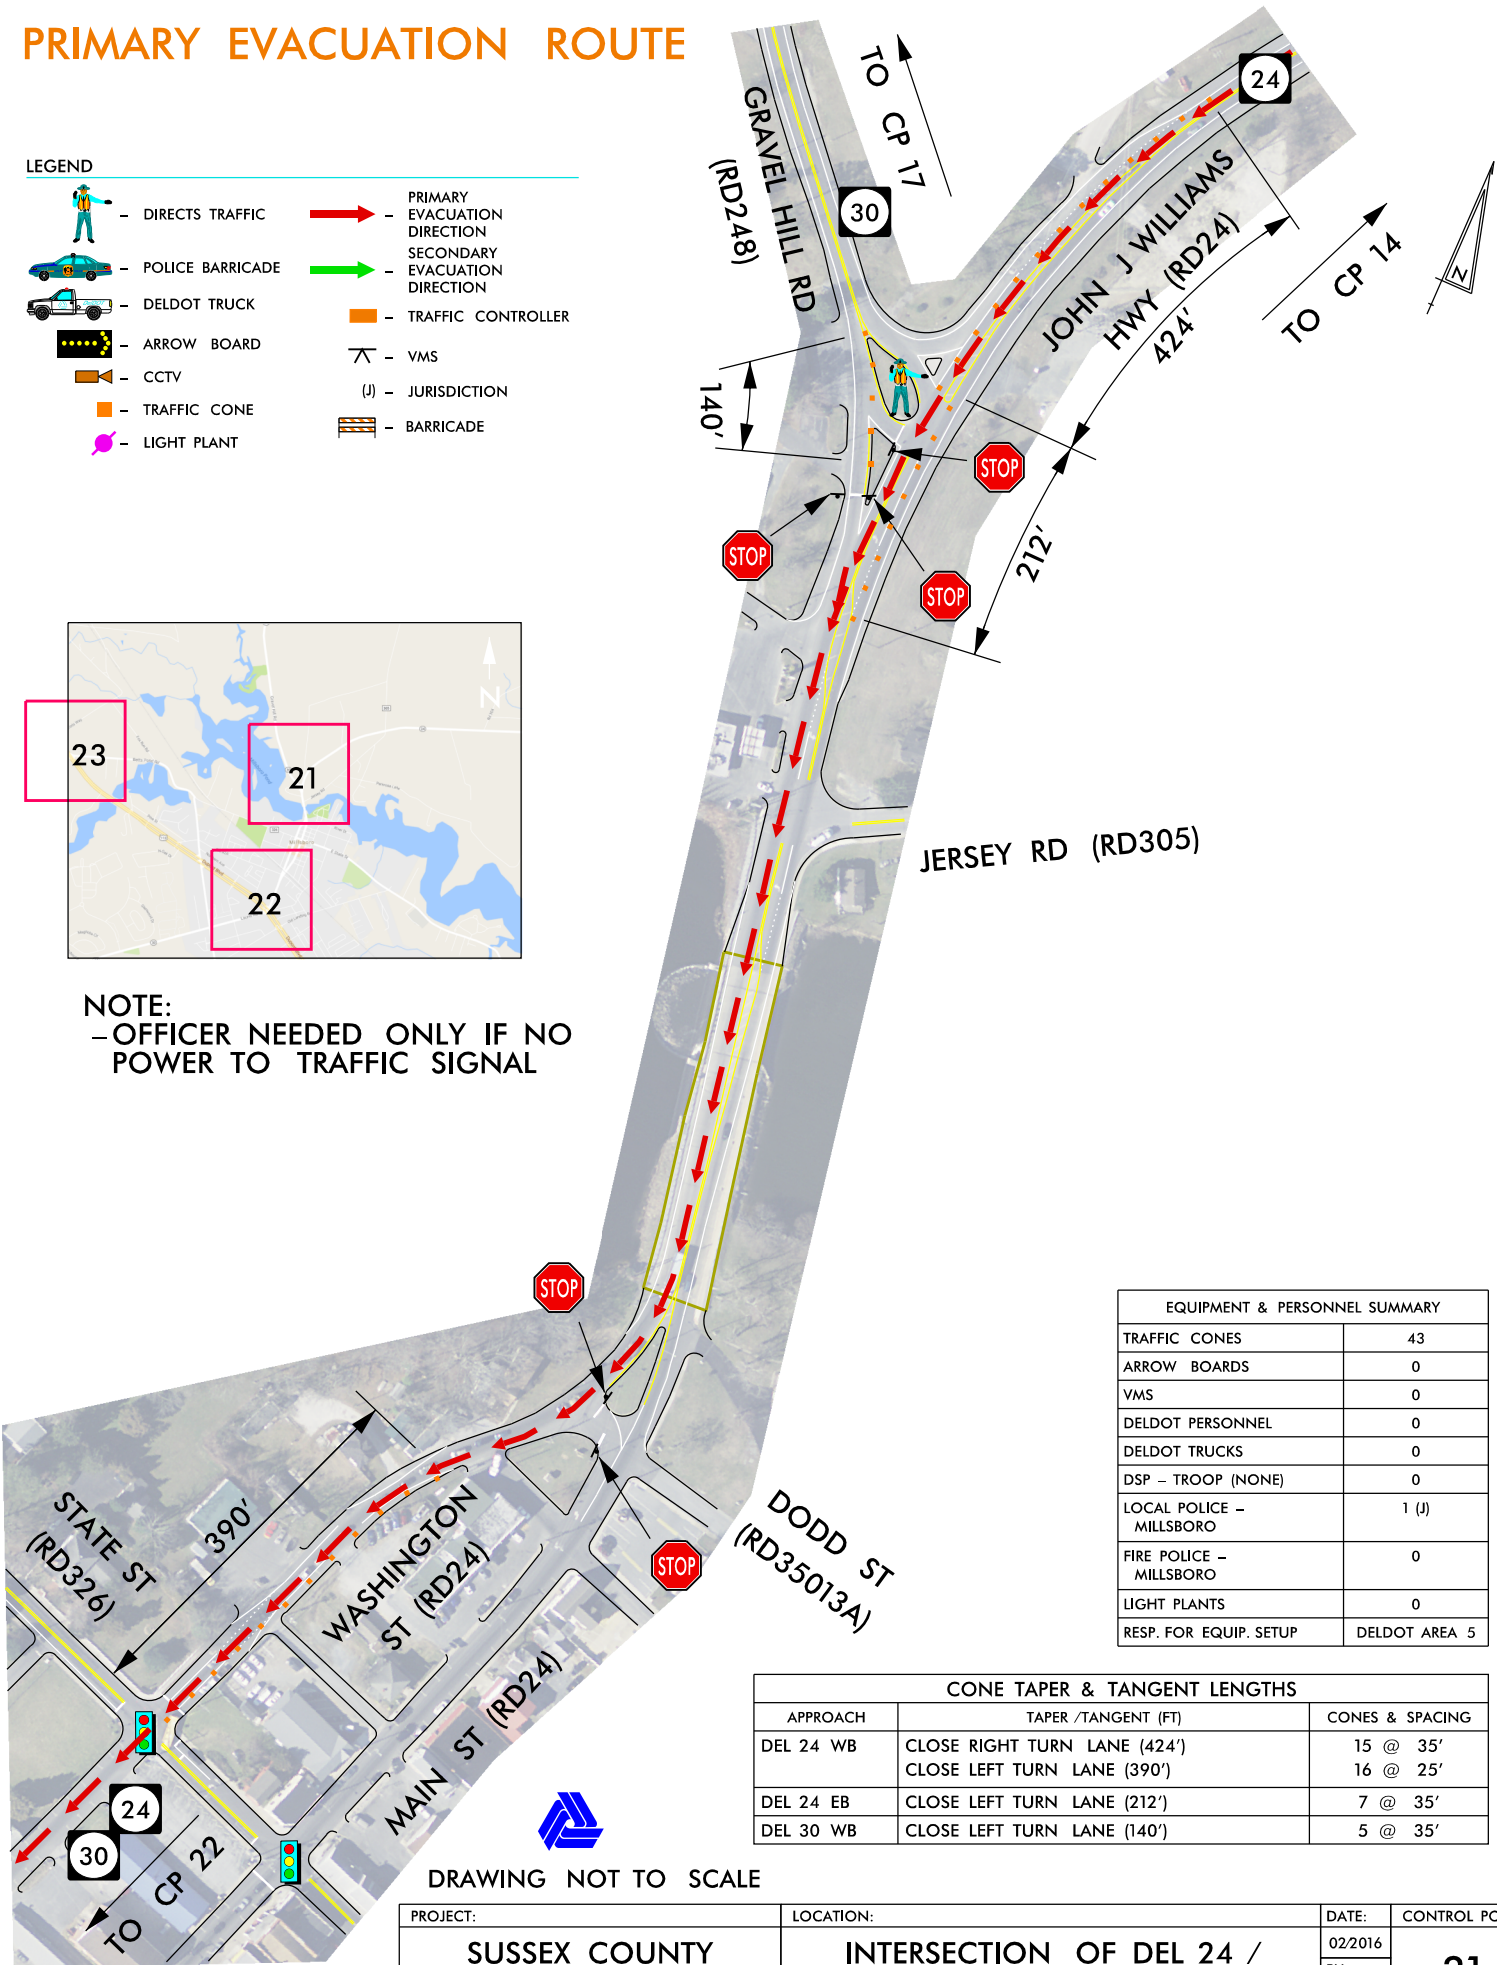 PRIMARY EVACUATION ROUTE
LEGEND
- DIRECTS TRAFFIC
- POLICE BARRICADE
- DELDOT TRUCK
- ARROW BOARD
- CCTV
- TRAFFIC CONE
- LIGHT PLANT
- PRIMARY
EVACUATION
DIRECTION
- SECONDARY
EVACUATION
DIRECTION
- TRAFFIC CONTROLLER
- VMS
(J) - JURISDICTION
- BARRICADE
GRAVEL HILL RD
(RD248)
TO CP 17
30
24
JOHN J WILLIAMS
HWY (RD24)
424'
TO CP 14
N
140'
STOP
STOP
STOP
212'
N
23
21
22
JERSEY RD (RD305)
NOTE:
- OFFICER NEEDED ONLY IF NO
POWER TO TRAFFIC SIGNAL
STOP
STATE ST
(RD326)
390'
WASHINGTON
ST (RD24)
MAIN ST (RD24)
DODD ST
(RD35013A)
STOP
24
30
TO CP 22
DRAWING NOT TO SCALE
EQUIPMENT & PERSONNEL SUMMARY
TRAFFIC CONES 43
ARROW BOARDS 0
VMS 0
DELDOT PERSONNEL 0
DELDOT TRUCKS 0
DSP - TROOP (NONE) 0
LOCAL POLICE - 1 (J)
MILLSBORO
FIRE POLICE - 0
MILLSBORO
LIGHT PLANTS 0
RESP. FOR EQUIP. SETUP DELDOT AREA 5
CONE TAPER & TANGENT LENGTHS
APPROACH TAPER /TANGENT (FT) CONES & SPACING
DEL 24 WB CLOSE RIGHT TURN LANE (424') 15 @ 35'
CLOSE LEFT TURN LANE (390') 16 @ 25'
DEL 24 EB CLOSE LEFT TURN LANE (212') 7 @ 35'
DEL 30 WB CLOSE LEFT TURN LANE (140') 5 @ 35'
PROJECT: LOCATION: DATE: CONTROL PO
SUSSEX COUNTY INTERSECTION OF DEL 24 / 02/2016